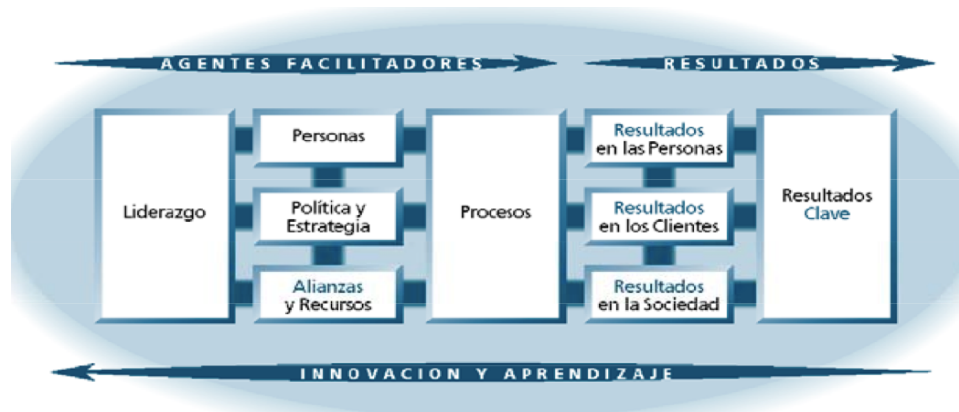 AGENTES FACILITADORES
RESULTADOS
Liderazgo
Personas
Política y
Estrategia
Alianzas
y Recursos
Procesos
Resultados
en las Personas
Resultados
en los Clientes
Resultados
en la Sociedad
Resultados
Clave
INNOVACION Y APRENDIZAJE